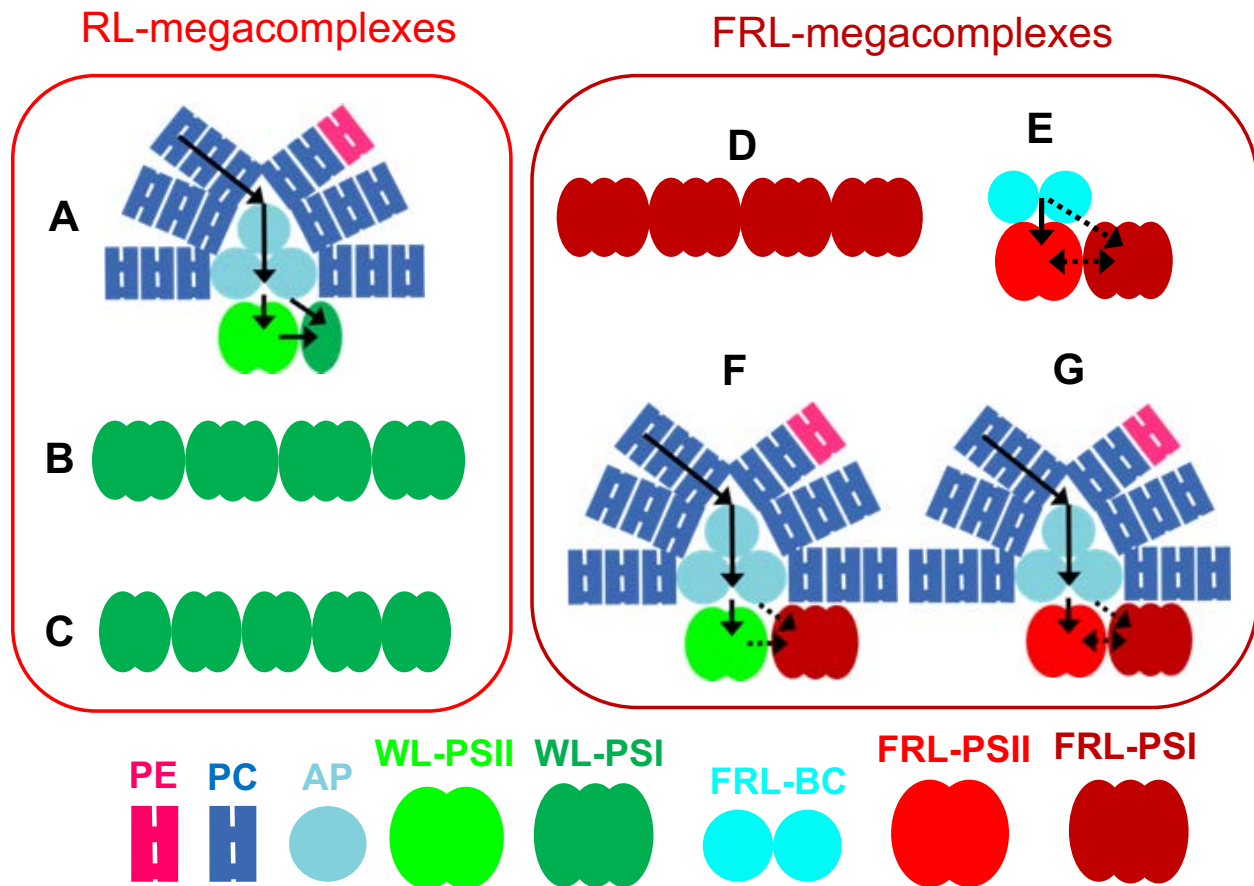 RL-megacomplexes
FRL-megacomplexes
A
B
C
D
E
F
G
PE
PC
AP
WL-PSII
WL-PSI
FRL-BC
FRL-PSII
FRL-PSI